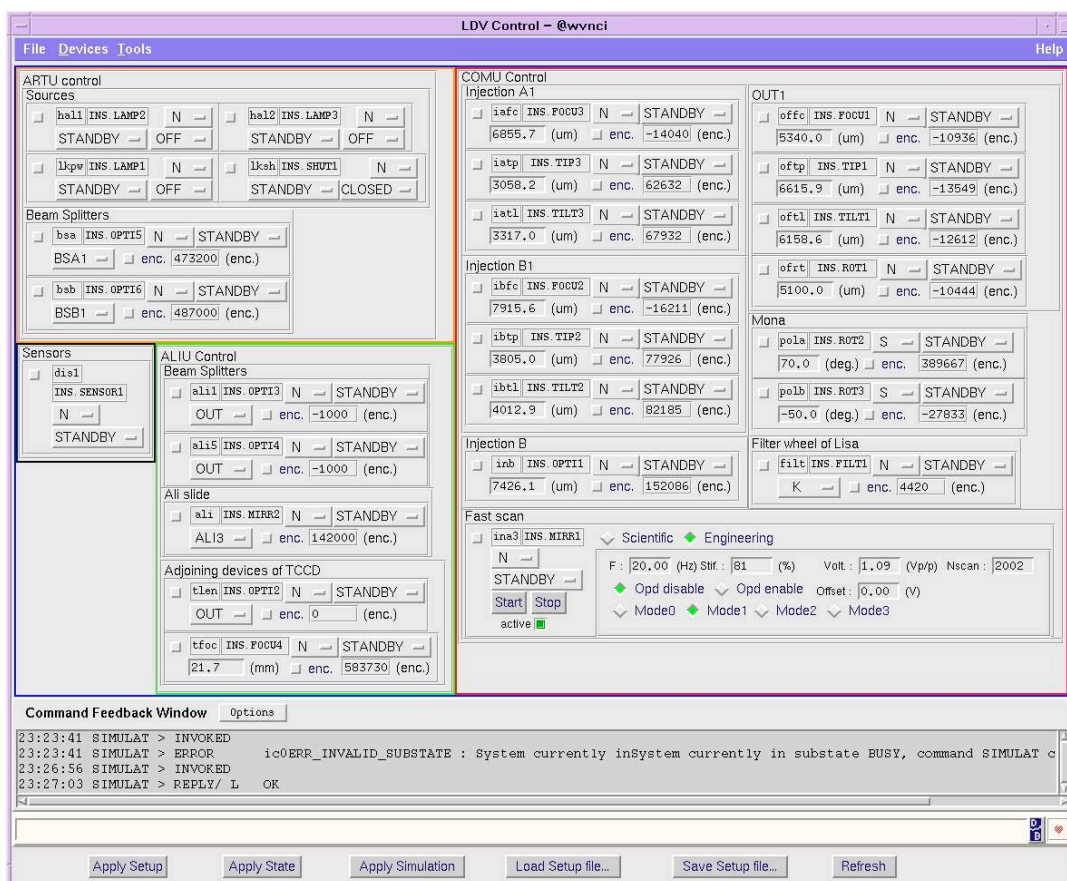 LDV Control - @wvnci
File Devices Tools Help
ARTU control
Sources
hal1 INS.LAMP2 N
STANDBY OFF
hal2 INS.LAMP3 N
STANDBY OFF
lkpw INS.LAMP1 N
STANDBY OFF
lksh INS.SHUT1 N
STANDBY CLOSED
Beam Splitters
bsa INS.OPTI5 N STANDBY
BSA1 enc. 473200 (enc.)
bsb INS.OPTI6 N STANDBY
BSB1 enc. 487000 (enc.)
Sensors
dis1
INS.SENSOR1
N
STANDBY
ALIU Control
Beam Splitters
ali1 INS.OPTI3 N STANDBY
OUT enc. -1000 (enc.)
ali5 INS.OPTI4 N STANDBY
OUT enc. -1000 (enc.)
Ali slide
ali INS.MIRR2 N STANDBY
ALI3 enc. 142000 (enc.)
Adjoining devices of TCCD
tlen INS.OPTI2 N STANDBY
OUT enc. 0 (enc.)
tfoc INS.FOCU4 N STANDBY
21.7 (mm) enc. 583730 (enc.)
COMU Control
Injection A1
iafc INS.FOCU3 N STANDBY
6855.7 (um) enc. -14040 (enc.)
iatp INS.TIP3 N STANDBY
3058.2 (um) enc. 62632 (enc.)
iatl INS.TILT3 N STANDBY
3317.0 (um) enc. 67932 (enc.)
Injection B1
ibfc INS.FOCU2 N STANDBY
7915.6 (um) enc. -16211 (enc.)
ibtp INS.TIP2 N STANDBY
3805.0 (um) enc. 77926 (enc.)
ibtl INS.TILT2 N STANDBY
4012.9 (um) enc. 82185 (enc.)
Injection B
inb INS.OPTI1 N STANDBY
7426.1 (um) enc. 152086 (enc.)
OUT1
offc INS.FOCU1 N STANDBY
5340.0 (um) enc. -10936 (enc.)
oftp INS.TIP1 N STANDBY
6615.9 (um) enc. -13549 (enc.)
oftl INS.TILT1 N STANDBY
6158.6 (um) enc. -12612 (enc.)
ofrt INS.ROT1 N STANDBY
5100.0 (um) enc. -10444 (enc.)
Mona
pola INS.ROT2 S STANDBY
70.0 (deg.) enc. 389667 (enc.)
polb INS.ROT3 S STANDBY
-50.0 (deg.) enc. -27833 (enc.)
Filter wheel of Lisa
filt INS.FILT1 N STANDBY
K enc. 4420 (enc.)
Fast scan
ina3 INS.MIRR1
N
STANDBY
Start Stop
active
Scientific Engineering
F : 20.00 (Hz) Stif. : 81 (%) Volt. : 1.09 (Vp/p) Nscan : 2002
Opd disable Opd enable Offset : 0.00 (V)
Mode0 Mode1 Mode2 Mode3
Command Feedback Window Options
23:23:41 SIMULAT > INVOKED
23:23:41 SIMULAT > ERROR ic0ERR_INVALID_SUBSTATE : System currently inSystem currently in substate BUSY, command SIMULAT c
23:26:56 SIMULAT > INVOKED
23:27:03 SIMULAT > REPLY/ L OK
D
B
Apply Setup Apply State Apply Simulation Load Setup file... Save Setup file... Refresh